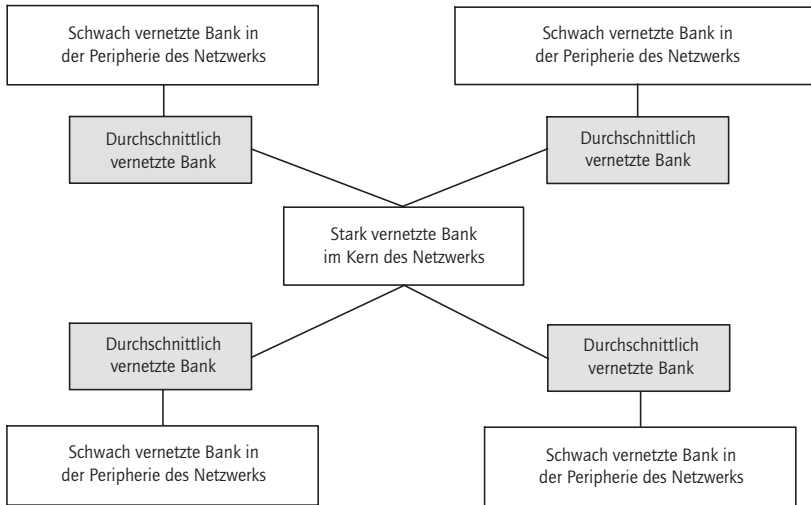 Schwach vernetzte Bank in
der Peripherie des Netzwerks
Schwach vernetzte Bank in
der Peripherie des Netzwerks
Durchschnittlich
vernetzte Bank
Durchschnittlich
vernetzte Bank
Stark vernetzte Bank
im Kern des Netzwerks
Durchschnittlich
vernetzte Bank
Durchschnittlich
vernetzte Bank
Schwach vernetzte Bank in
der Peripherie des Netzwerks
Schwach vernetzte Bank in
der Peripherie des Netzwerks